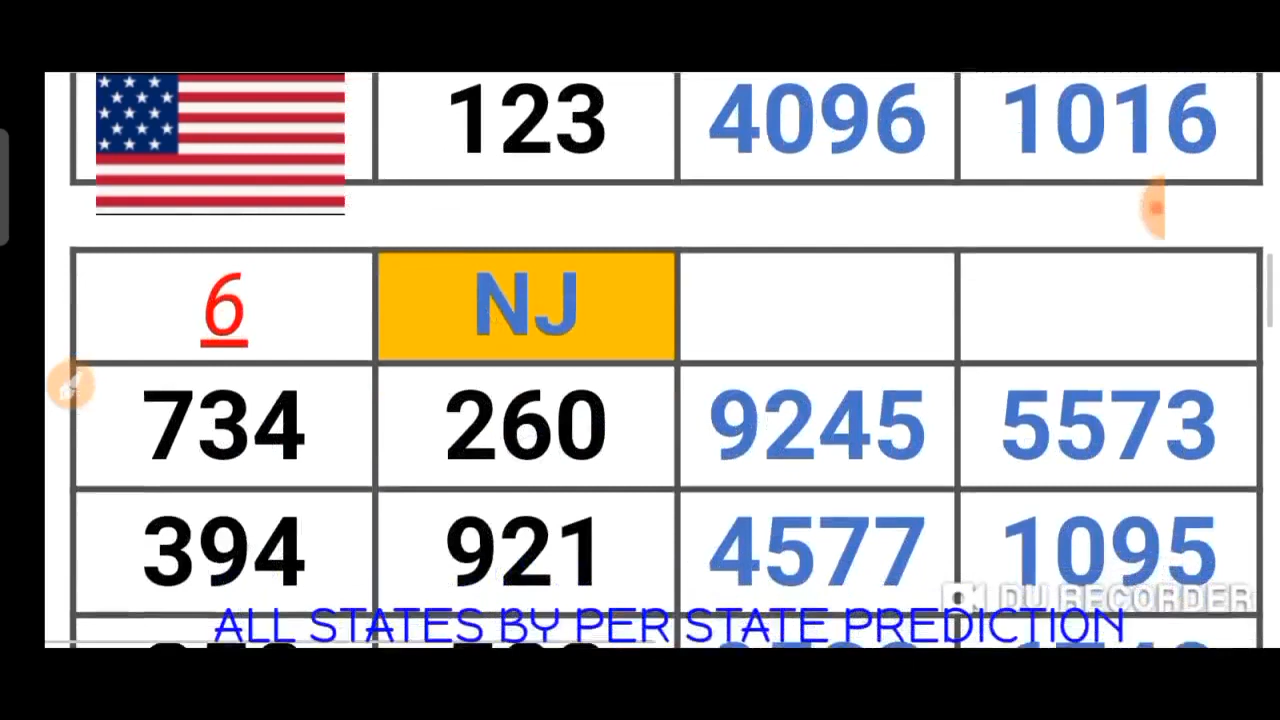 123 4096 1016
6 NJ
734 260 9245 5573
394 921 4577 1095
DU RECORDER
ALL STATES BY PER STATE PREDICTION